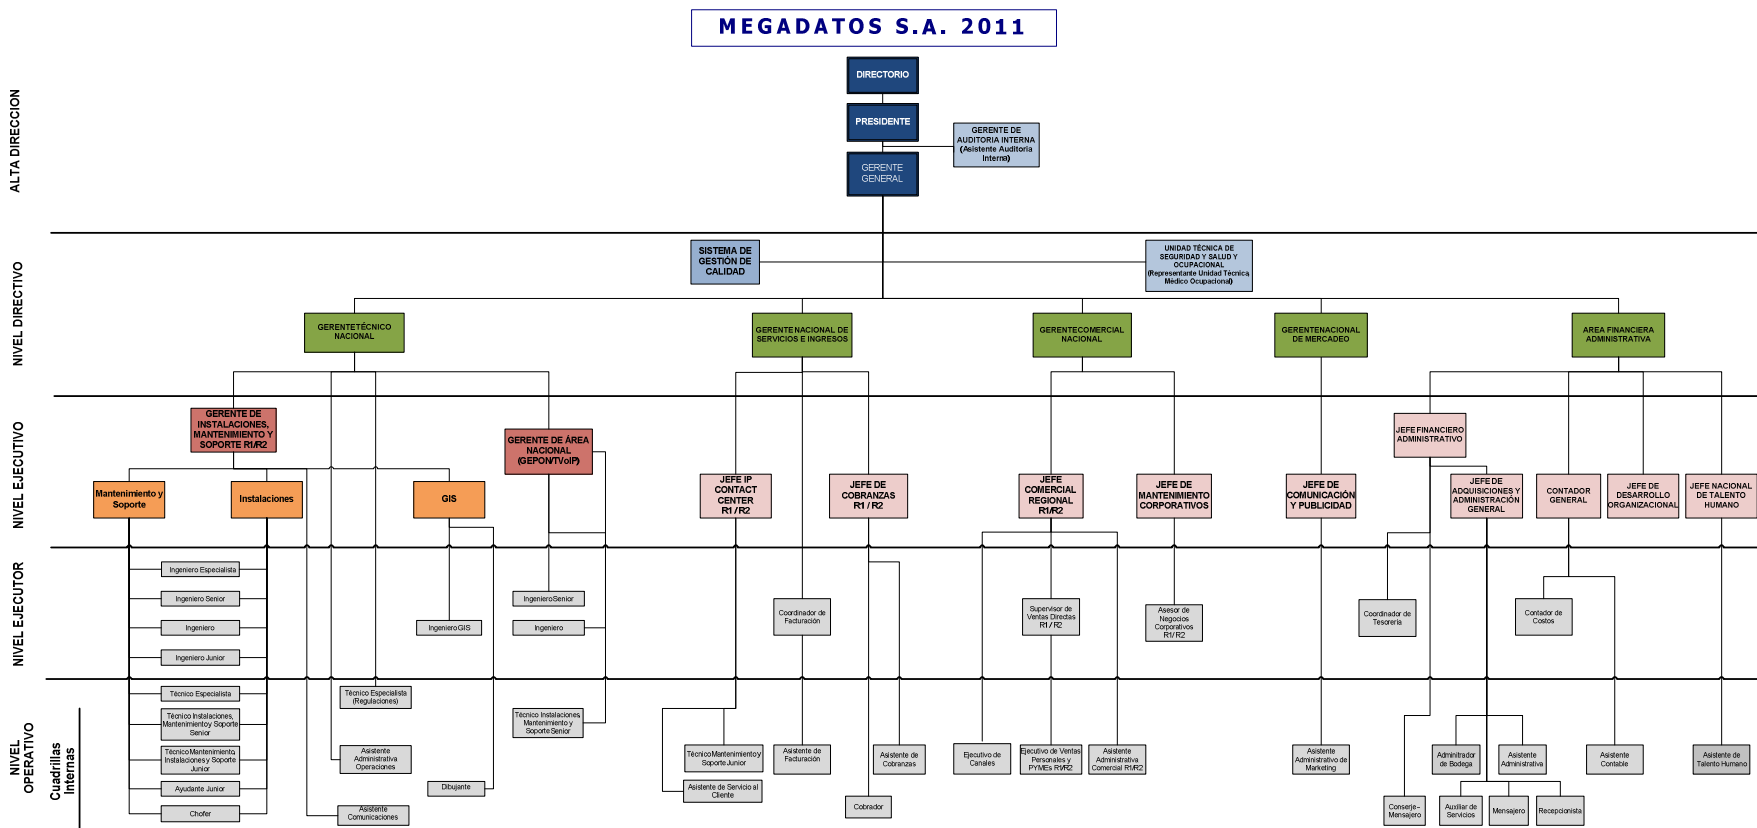 MEGADATOS S.A. 2011
ALTA DIRECCION
DIRECTORIO
PRESIDENTE
GERENTE DE
AUDITORIA INTERNA
(Asistente Auditoria
Interna)
GERENTE
GENERAL
NIVEL DIRECTIVO
SISTEMA DE
GESTIÓN DE
CALIDAD
UNIDAD TÉCNICA DE
SEGURIDAD Y SALUD Y
OCUPACIONAL
(Representante Unidad Técnica,
Médico Ocupacional)
GERENTE TÉCNICO
NACIONAL
GERENTE NACIONAL DE
SERVICIOS E INGRESOS
GERENTE COMERCIAL
NACIONAL
GERENTE NACIONAL
DE MERCADEO
AREA FINANCIERA
ADMINISTRATIVA
NIVEL EJECUTIVO
GERENTE DE
INSTALACIONES,
MANTENIMIENTO Y
SOPORTE R1/R2
GERENTE DE ÁREA
NACIONAL
(GEPON/TVoIP)
JEFE FINANCIERO
ADMINISTRATIVO
Mantenimiento y
Soporte
Instalaciones
GIS
JEFE IP
CONTACT
CENTER
R1 / R2
JEFE DE
COBRANZAS
R1 / R2
JEFE
COMERCIAL
REGIONAL
R1/R2
JEFE DE
MANTENIMIENTO
CORPORATIVOS
JEFE DE
COMUNICACIÓN
Y PUBLICIDAD
JEFE DE
ADQUISICIONES Y
ADMINISTRACIÓN
GENERAL
CONTADOR
GENERAL
JEFE DE
DESARROLLO
ORGANIZACIONAL
JEFE NACIONAL
DE TALENTO
HUMANO
NIVEL EJECUTOR
Ingeniero Especialista
Ingeniero Senior
Ingeniero
Ingeniero Junior
Ingeniero GIS
Ingeniero Senior
Ingeniero
Coordinador de
Facturación
Supervisor de
Ventas Directas
R1 / R2
Asesor de
Negocios
Corporativos
R1/ R2
Coordinador de
Tesorería
Contador de
Costos
NIVEL
OPERATIVO
Cuadrillas
Internas
Técnico Especialista
Técnico Instalaciones,
Mantenimiento y Soporte
Senior
Técnico Mantenimiento,
Instalaciones y Soporte
Junior
Ayudante Junior
Chofer
Técnico Especialista
(Regulaciones)
Asistente
Administrativa
Operaciones
Asistente
Comunicaciones
Dibujante
Técnico Instalaciones,
Mantenimiento y
Soporte Senior
Técnico Mantenimiento y
Soporte Junior
Asistente de Servicio al
Cliente
Asistente de
Facturación
Asistente de
Cobranzas
Cobrador
Ejecutivo de
Canales
Ejecutivo de Ventas
Personales y
PYMEs R1/R2
Asistente
Administrativa
Comercial R1/R2
Asistente
Administrativo de
Marketing
Adminitrador
de Bodega
Asistente
Administrativa
Asistente
Contable
Asistente de
Talento Humano
Conserje –
Mensajero
Auxiliar de
Servicios
Mensajero
Recepcionista